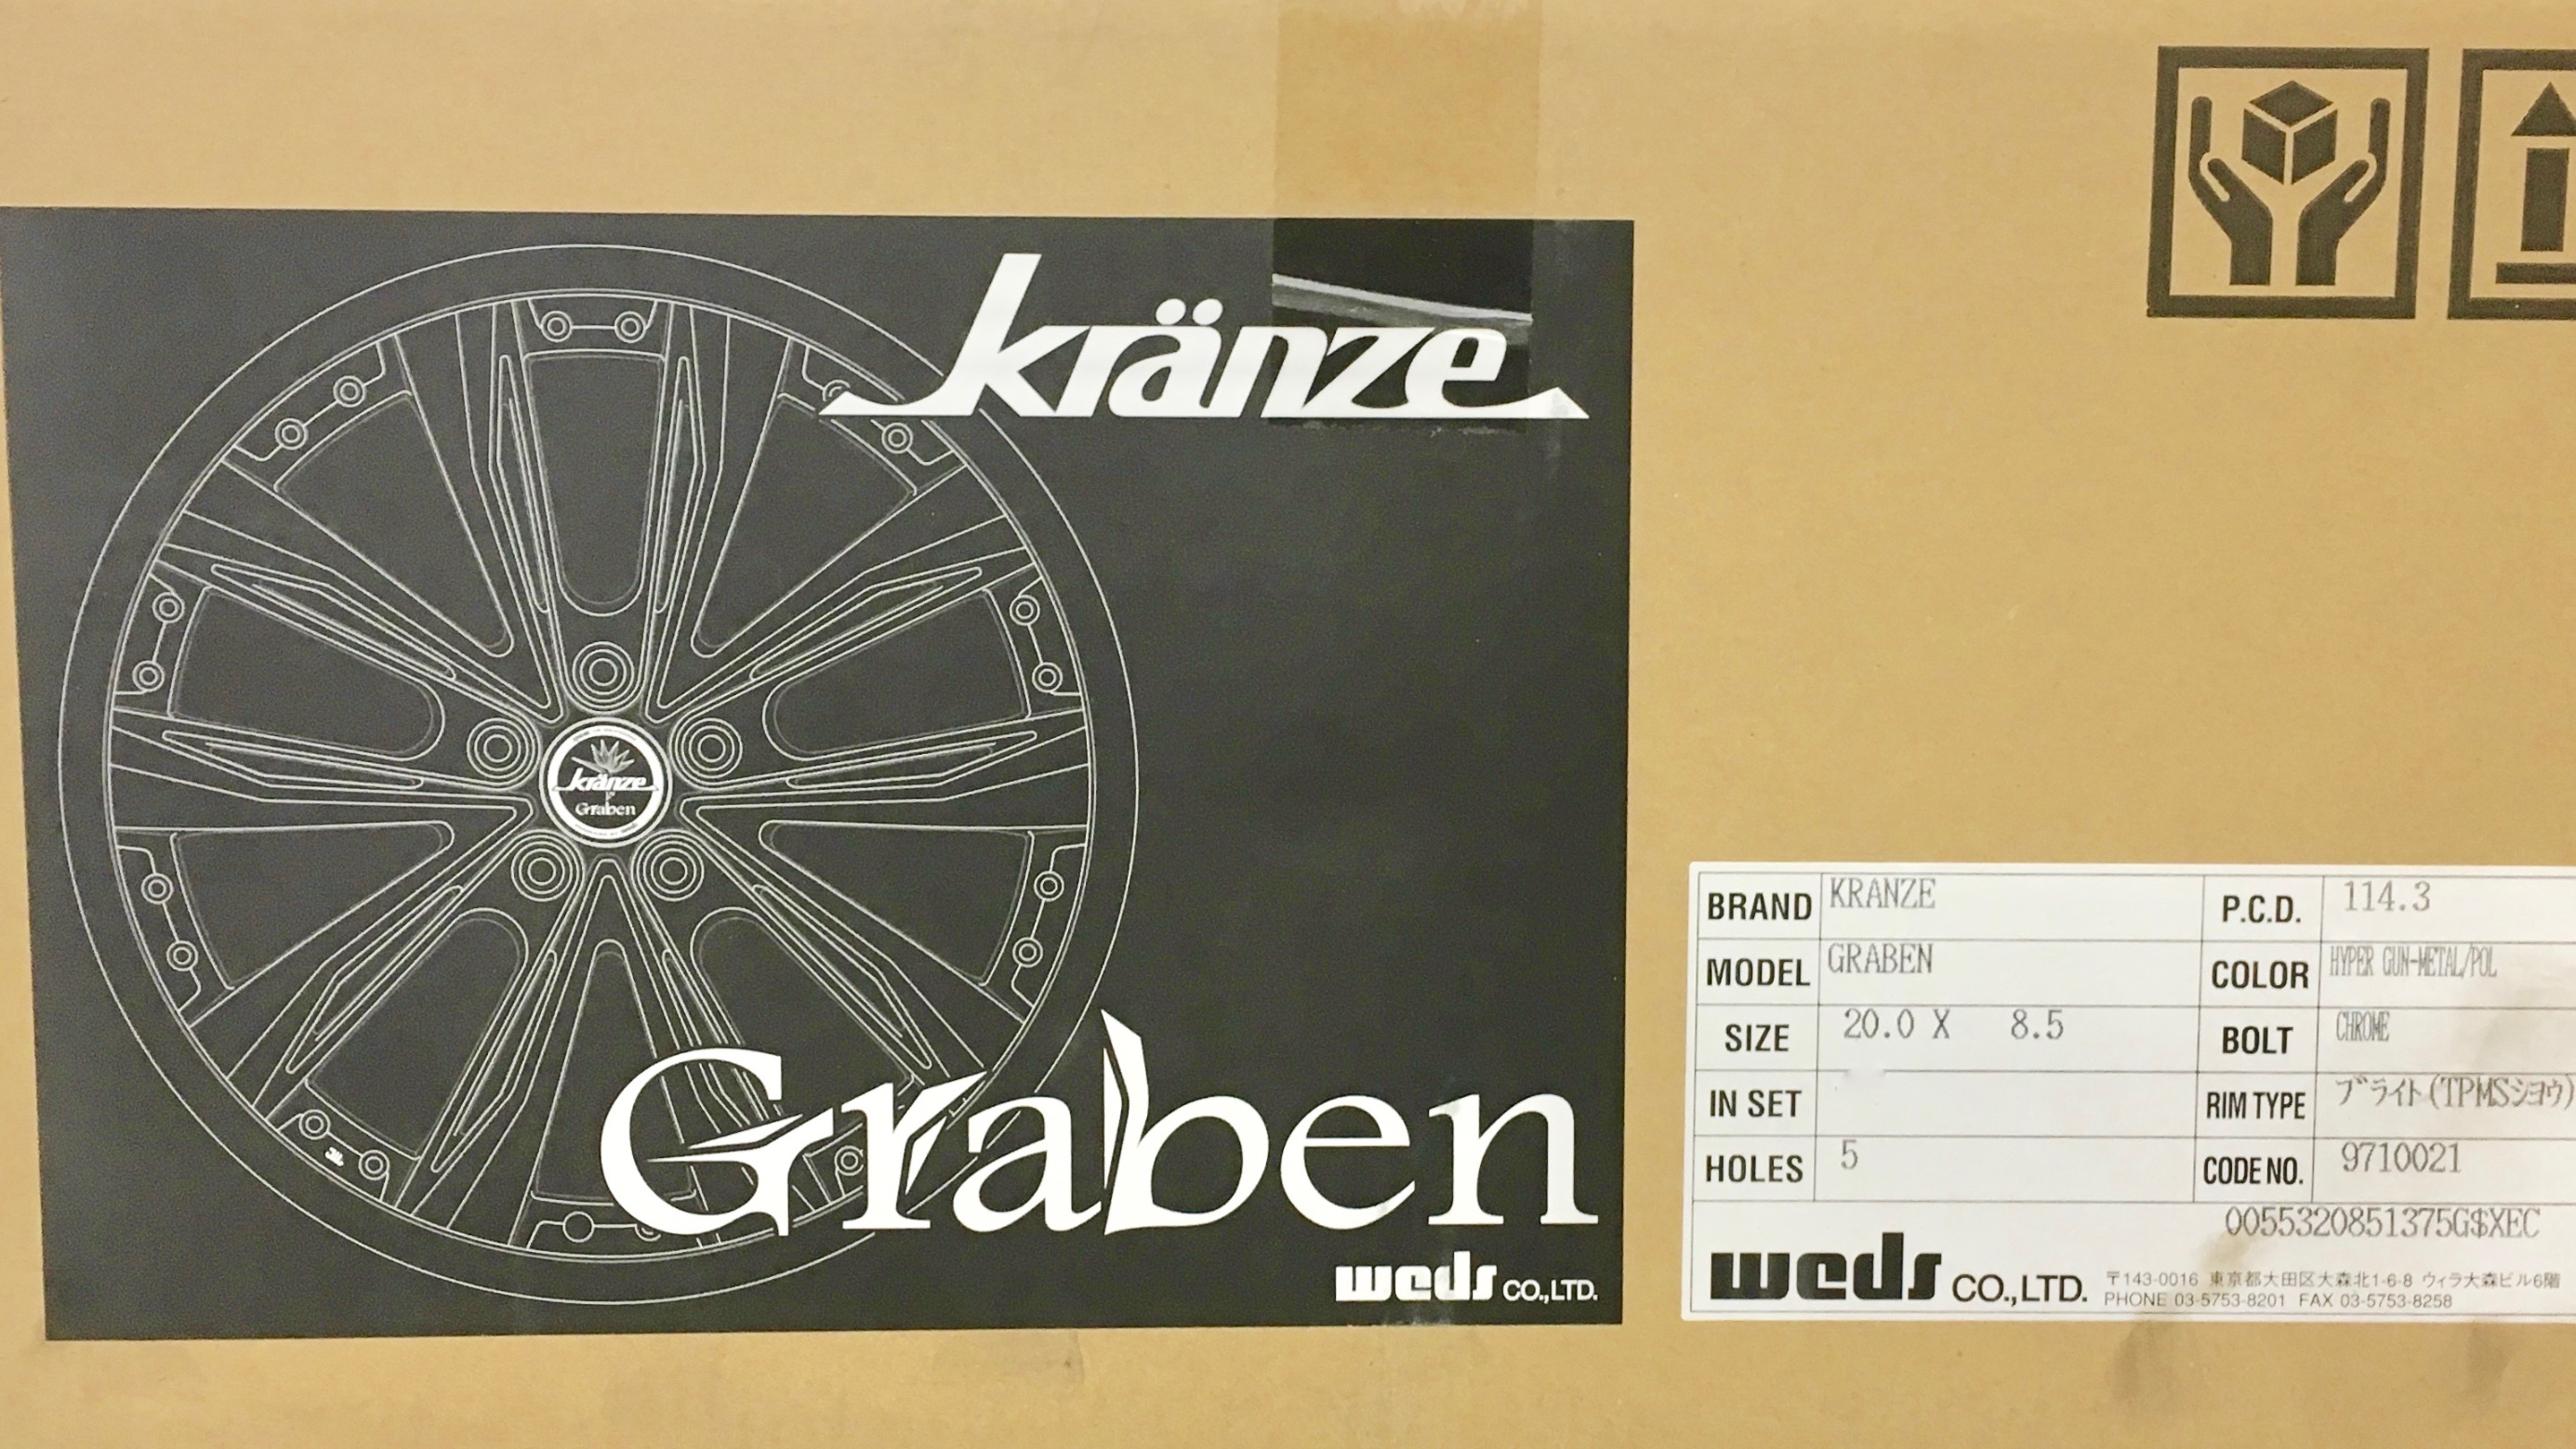 kränze
kränze
Graben
Graben
weds CO.,LTD.
BRAND KRANZE P.C.D. 114.3
MODEL GRABEN COLOR HYPER GUN-METAL/POL
SIZE 20.0 X 8.5 BOLT CHROME
IN SET RIM TYPE ブライト(TPMSシヨウ)
HOLES 5 CODE NO. 9710021
0055320851375G$XEC
weds CO.,LTD. 〒143-0016 東京都大田区大森北1-6-8 ウィラ大森ビル6階
PHONE 03-5753-8201 FAX 03-5753-8258